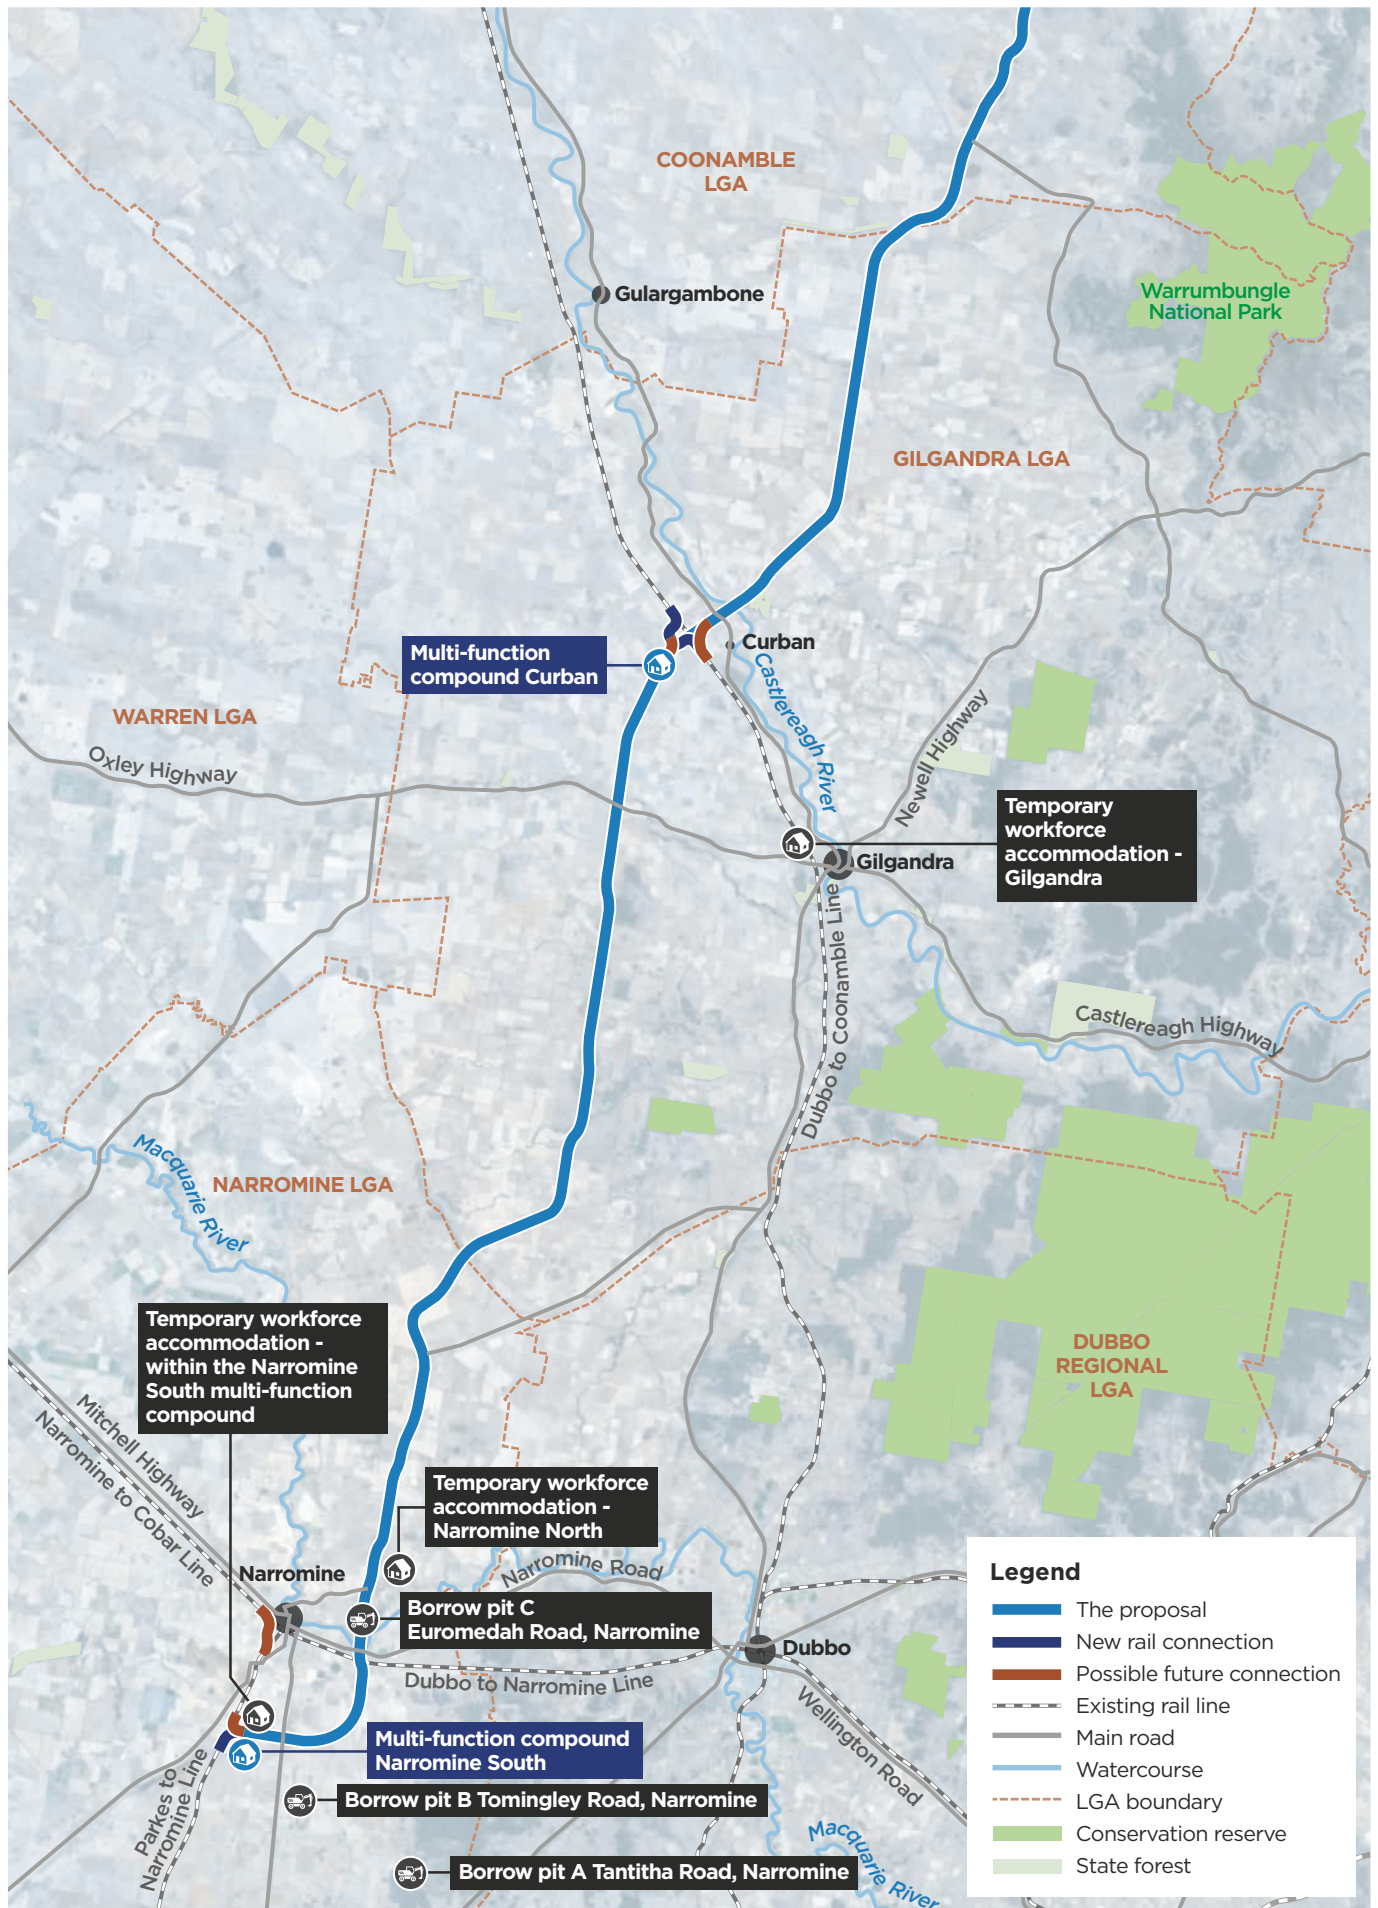 COONAMBLE
LGA
Gulargambone
Warrumbungle
National Park
GILGANDRA LGA
Multi-function
compound Curban
Curban
Castlereagh River
WARREN LGA
Oxley Highway
Newell Highway
Temporary
workforce
accommodation -
Gilgandra
Gilgandra
Dubbo to Coonamble Line
Castlereagh Highway
Macquarie River
NARROMINE LGA
Temporary workforce
accommodation -
within the Narromine
South multi-function
compound
DUBBO
REGIONAL
LGA
Mitchell Highway
Narromine to Cobar Line
Temporary workforce
accommodation -
Narromine North
Narromine
Narromine Road
Borrow pit C
Euromedah Road, Narromine
Dubbo
Dubbo to Narromine Line
Wellington Road
Multi-function compound
Narromine South
Parkes to
Narromine Line
Borrow pit B Tomingley Road, Narromine
Macquarie River
Borrow pit A Tantitha Road, Narromine
Legend
The proposal
New rail connection
Possible future connection
Existing rail line
Main road
Watercourse
LGA boundary
Conservation reserve
State forest